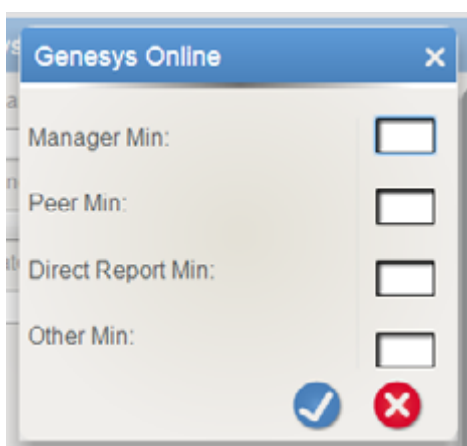 Genesys Online
Manager Min:
Peer Min:
Direct Report Min:
Other Min: